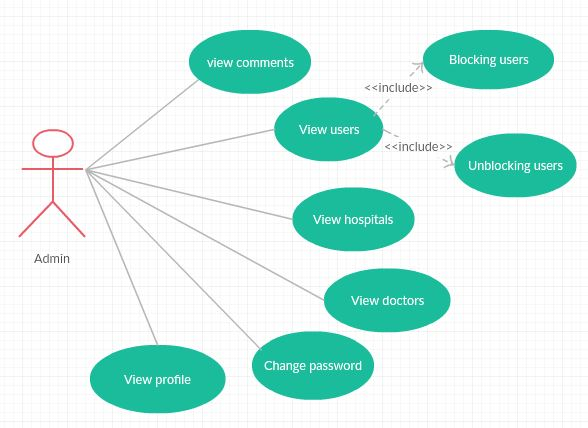 view comments
Blocking users
<<include>>
View users
<<include>>
Unblocking users
View hospitals
Admin
View doctors
Change password
View profile